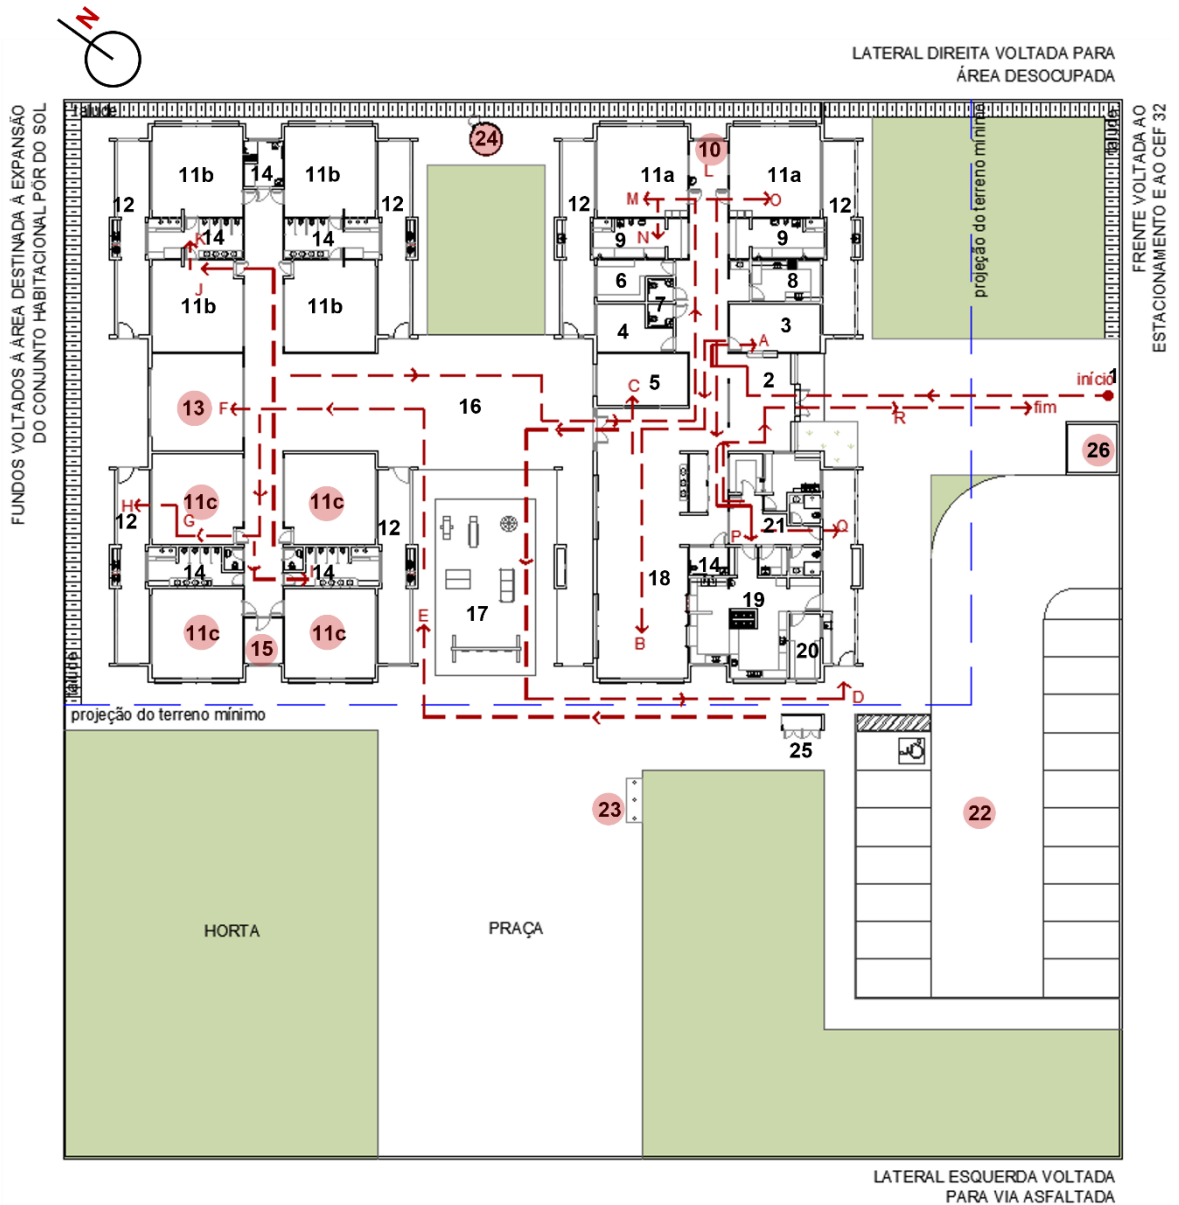 N
LATERAL DIREITA VOLTADA PARA
ÁREA DESOCUPADA
FUNDOS VOLTADOS À ÁREA DESTINADA À EXPANSÃO
DO CONJUNTO HABITACIONAL PÔR DO SOL
FRENTE VOLTADA AO
ESTACIONAMENTO E AO CEF 32
talude
talude
talude
projeção do terreno mínimo
24
10
L
11b
14
11b
11a
11a
12
12
12
12
M
O
K
14
14
9
N
9
J
6
7
8
11b
11b
4
3
A
5
C
2
1
início
13
F
16
R
fim
26
H
G
11c
11c
12
12
P
21
Q
14
I
14
18
14
19
17
E
B
20
11c
11c
15
D
projeção do terreno mínimo
25
23
22
HORTA
PRAÇA
LATERAL ESQUERDA VOLTADA
PARA VIA ASFALTADA